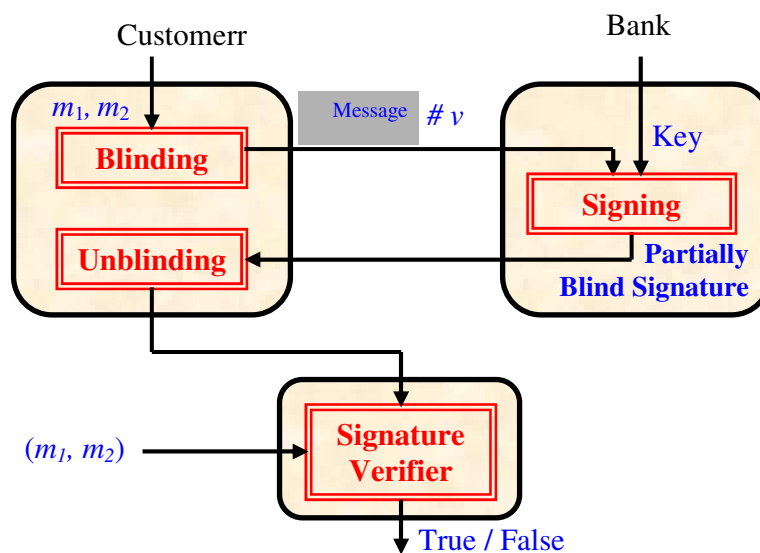 Customerr
Bank
m₁, m₂
Message # v
Key
Blinding
Signing
Unblinding
Partially
Blind Signature
(m₁, m₂)
Signature
Verifier
True / False